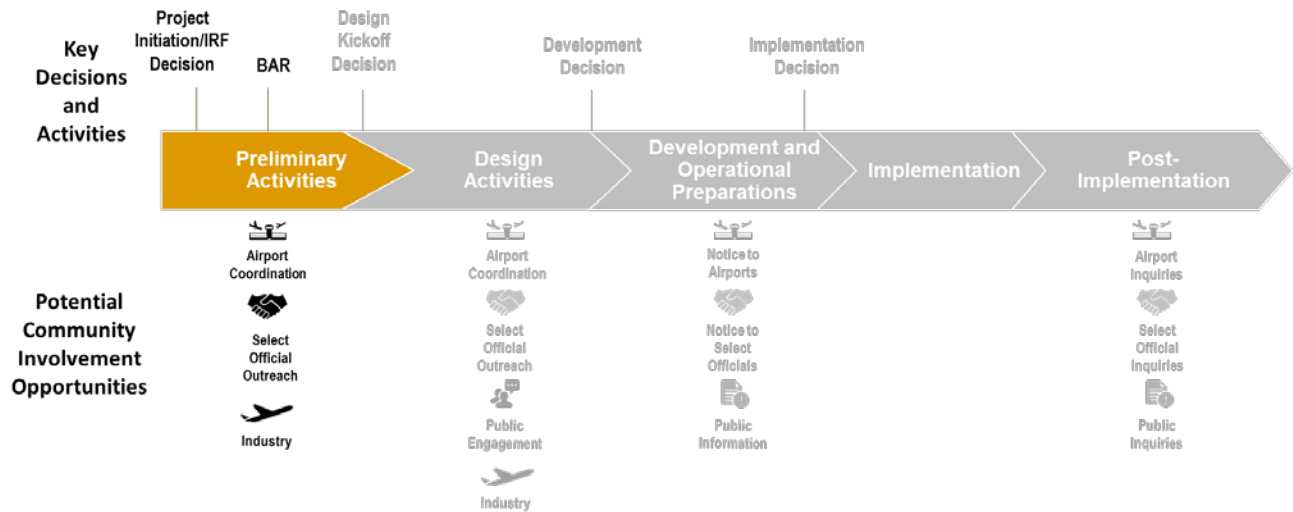 Key
Decisions
and
Activities
Project
Initiation/IRF
Decision
BAR
Design
Kickoff
Decision
Development
Decision
Implementation
Decision
Preliminary
Activities
Design
Activities
Development and
Operational
Preparations
Implementation
Post-
Implementation
Potential
Community
Involvement
Opportunities
Airport
Coordination
Select
Official
Outreach
Industry
Airport
Coordination
Select
Official
Outreach
Public
Engagement
Industry
Notice to
Airports
Notice to
Select
Officials
Public
Information
Airport
Inquiries
Select
Official
Inquiries
Public
Inquiries